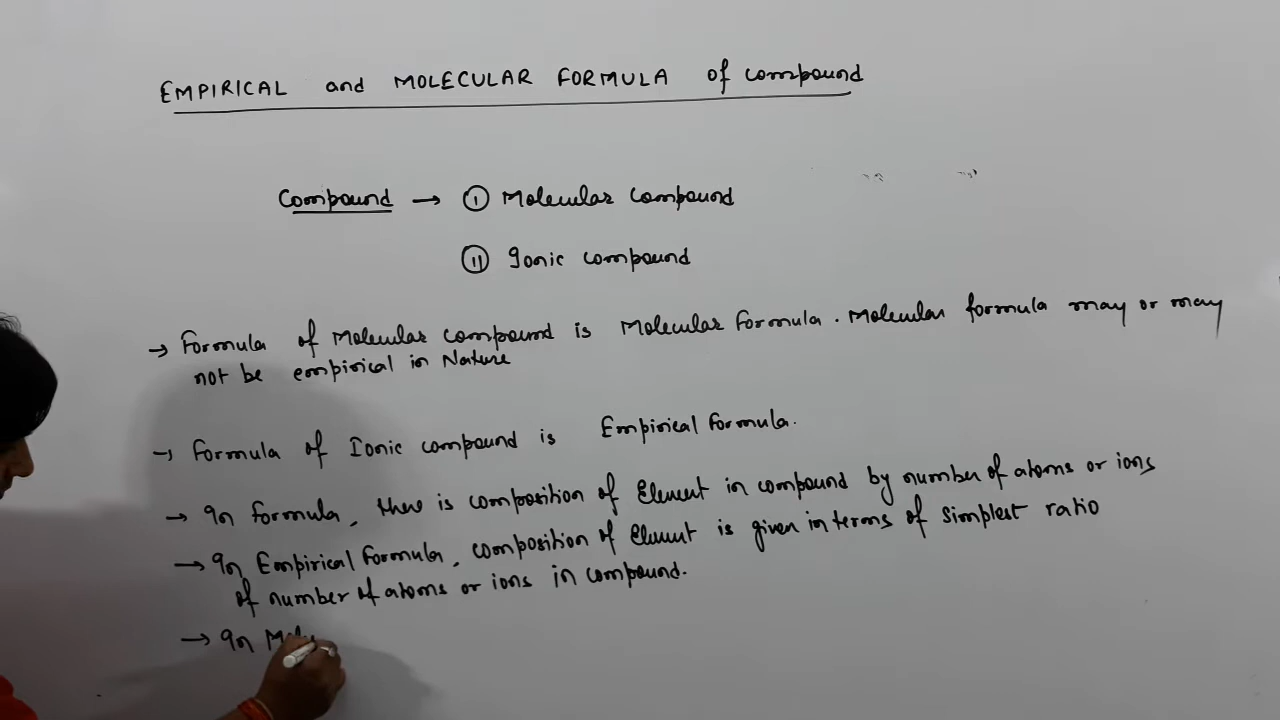 EMPIRICAL and MOLECULAR FORMULA of compound
Compound → ① Molecular compound
⑪ Ionic compound
→ Formula of Molecular compound is Molecular Formula. Molecular formula may or may
not be empirical in Nature
→ Formula of Ionic compound is Empirical Formula.
→ In Formula, there is composition of Element in compound by number of atoms or ions
→ In Empirical Formula, composition of Element is given in terms of simplest ratio
of number of atoms or ions in compound.
→ In